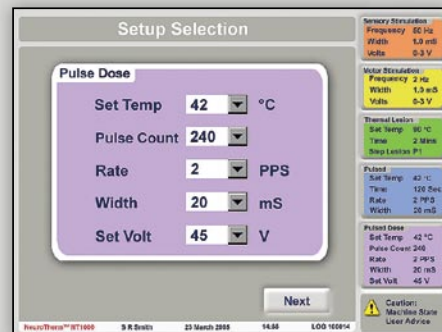 Setup Selection
Pulse Dose
Set Temp 42 °C
Pulse Count 240
Rate 2 PPS
Width 20 mS
Set Volt 45 V
Next
NeuroTherm™ NT1000 S R Smith 23 March 2005 14:55 LOG 100014
Sensory Stimulation
Frequency 50 Hz
Width 1.0 mS
Volts 0-3 V
Motor Stimulation
Frequency 2 Hz
Width 1.0 mS
Volts 0-3 V
Thermal Lesion
Set Temp 80 °C
Time 2 Mins
Step Lesion P1
Pulsed
Set Temp 42 °C
Time 120 Sec
Rate 2 PPS
Width 20 mS
Pulsed Dose
Set Temp 42 °C
Pulse Count 240
Rate 2 PPS
Width 20 mS
Set Volt 45 V
Caution:
Machine State
User Advice